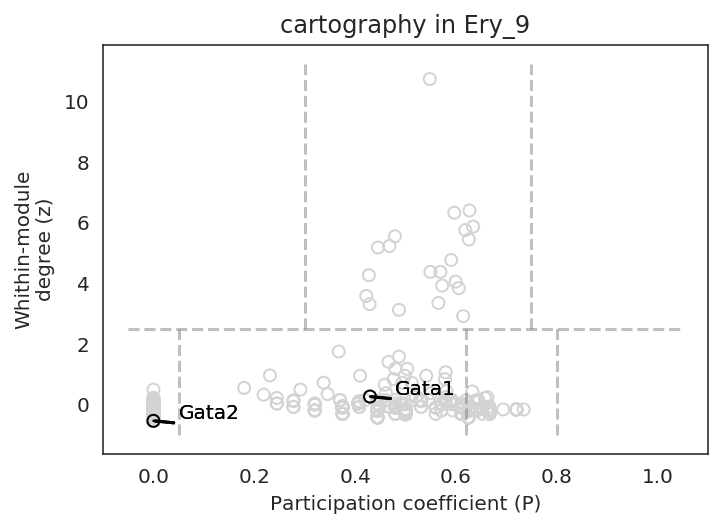 cartography in Ery_9
Whithin-module
degree (z)
10
8
6
4
2
0
Gata1
Gata2
0.0 0.2 0.4 0.6 0.8 1.0
Participation coefficient (P)